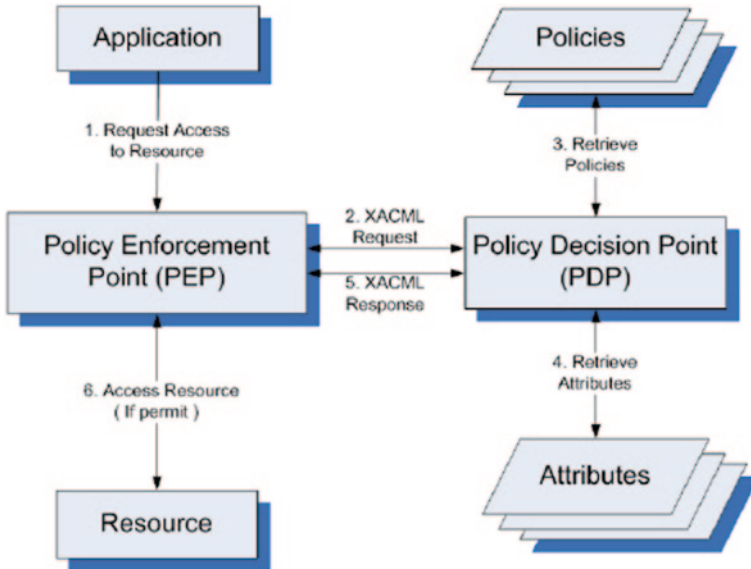 Application
Policies
1. Request Access
to Resource
3. Retrieve
Policies
Policy Enforcement
Point (PEP)
2. XACML
Request
5. XACML
Response
Policy Decision Point
(PDP)
6. Access Resource
( If permit )
4. Retrieve
Attributes
Resource
Attributes